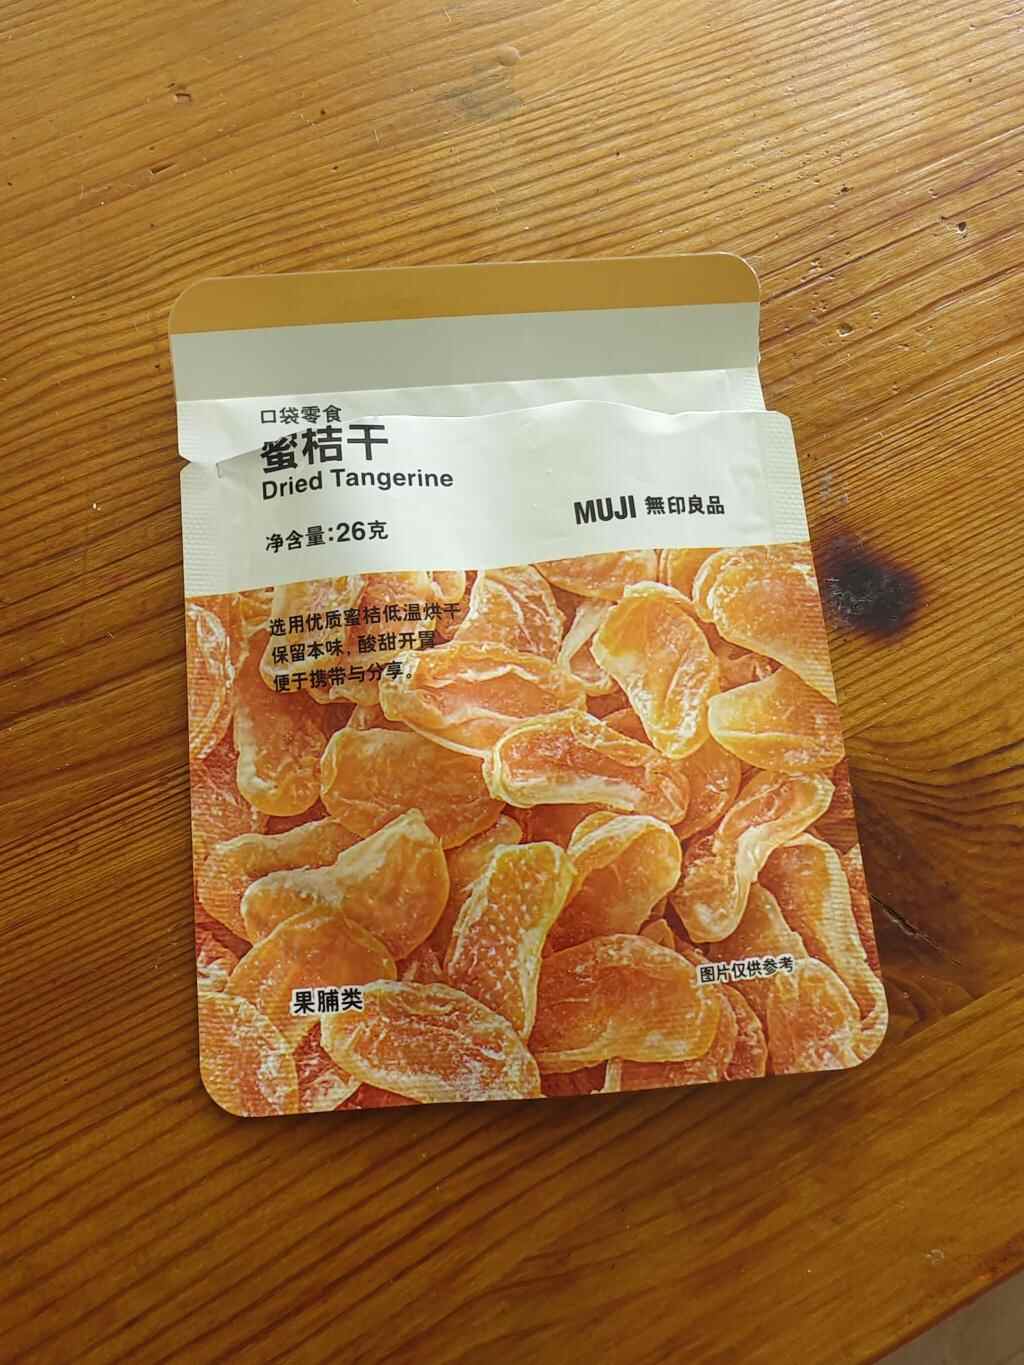 口袋零食
蜜桔干
Dried Tangerine
净含量:26克
MUJI 無印良品
选用优质蜜桔低温烘干
保留本味，酸甜开胃
便于携带与分享。
图片仅供参考
果脯类